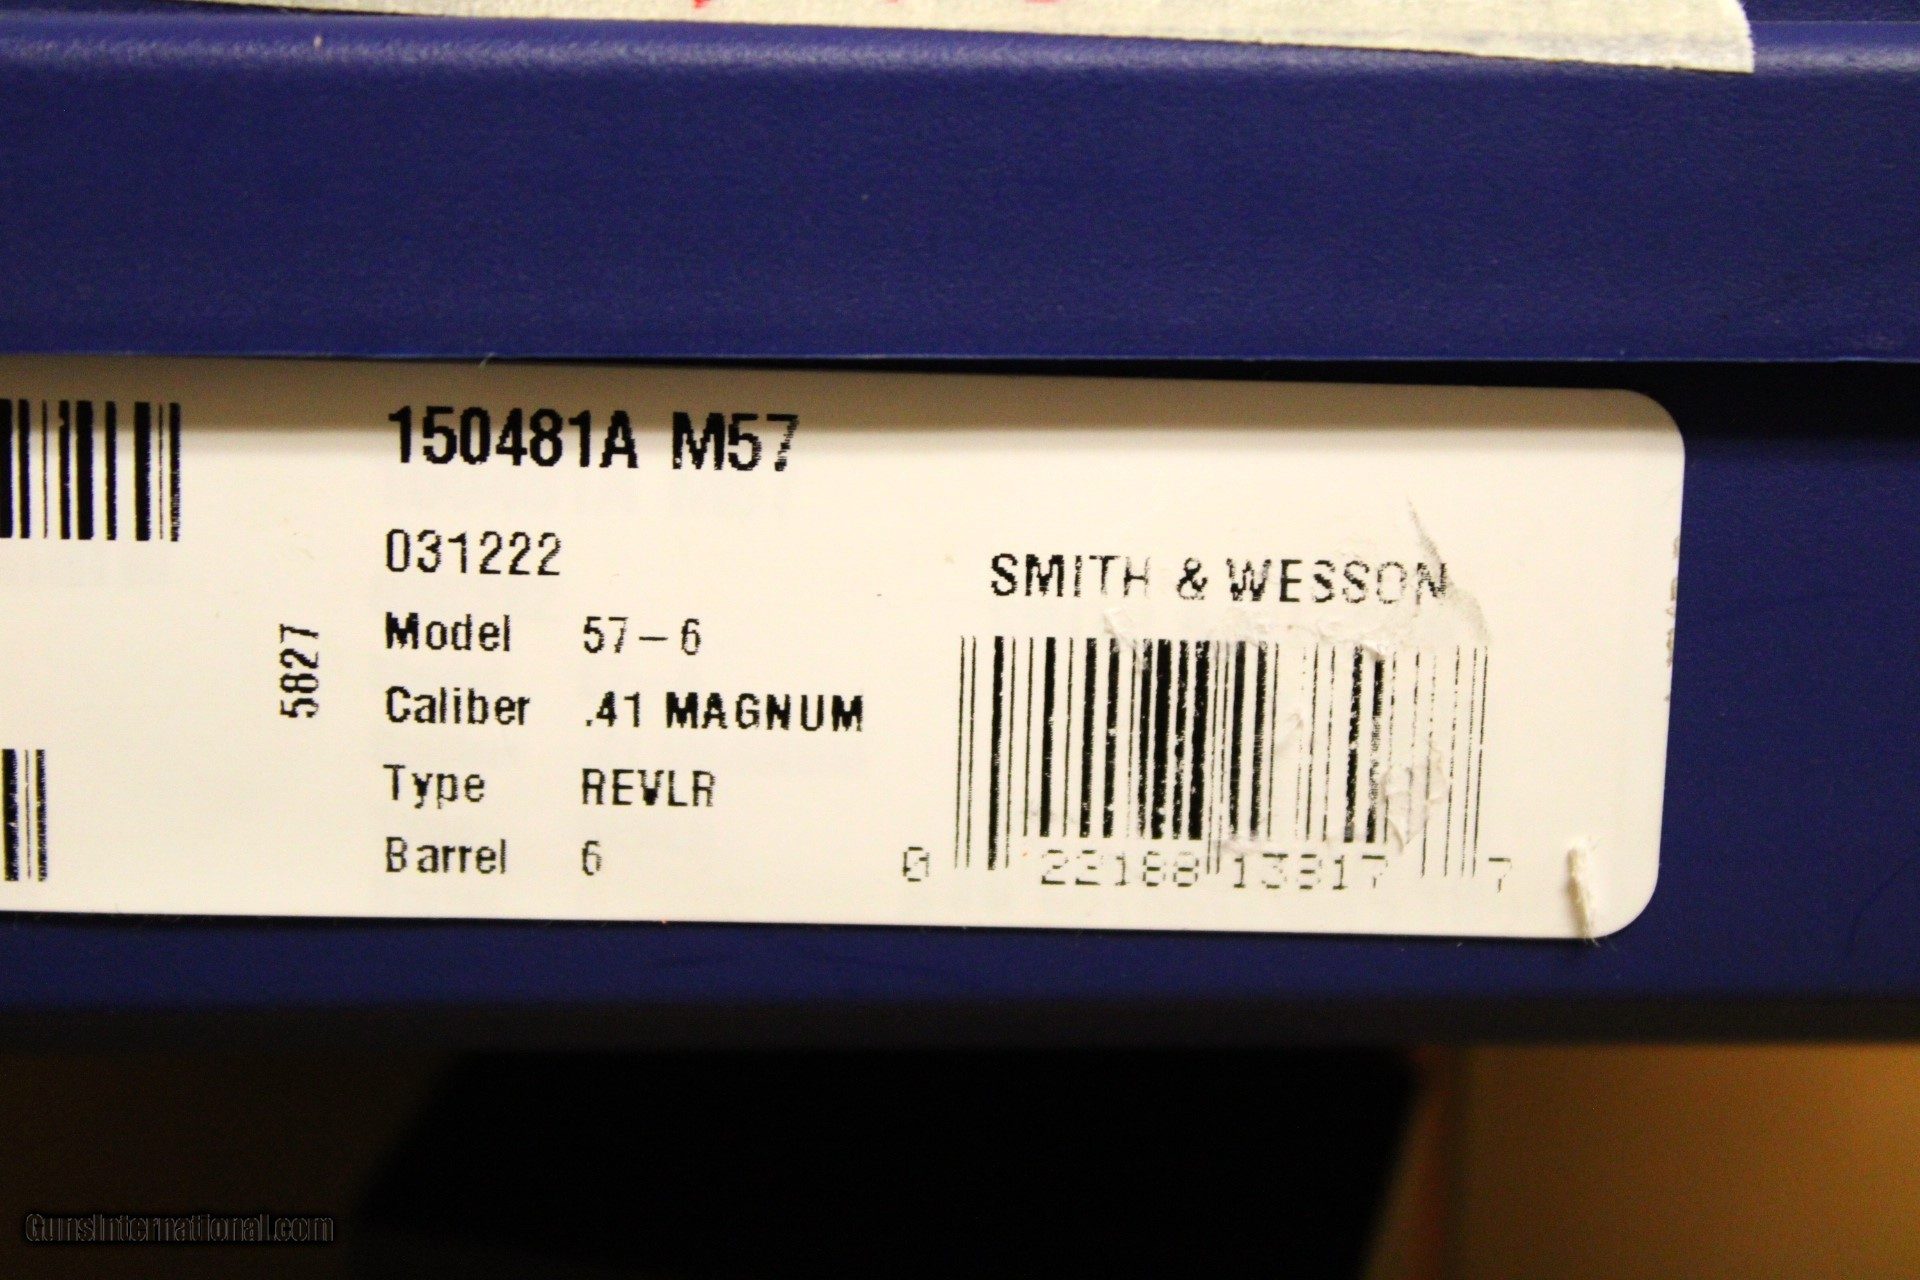 150481A M57
031222
Model 57-6
Caliber .41 MAGNUM
Type REVLR
Barrel 6
5827
SMITH & WESSON
0 22188 13817 7
GunsInternational.com